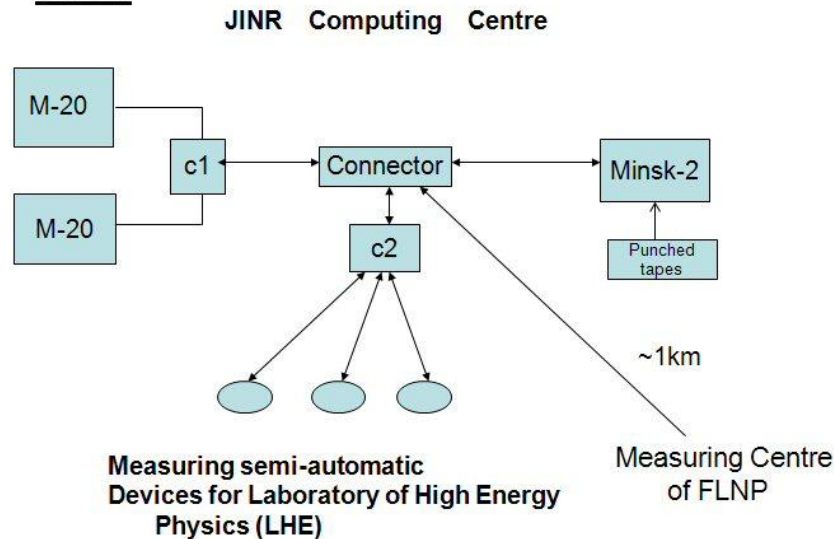 JINR Computing Centre
M-20
c1
Connector
Minsk-2
M-20
c2
Punched
tapes
~1km
Measuring semi-automatic
Devices for Laboratory of High Energy
Physics (LHE)
Measuring Centre
of FLNP